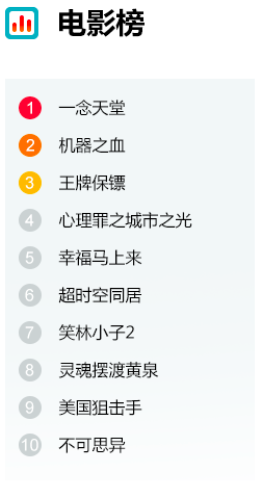 电影榜
1 一念天堂
2 机器之血
3 王牌保镖
4 心理罪之城市之光
5 幸福马上来
6 超时空同居
7 笑林小子2
8 灵魂摆渡黄泉
9 美国狙击手
10 不可思异